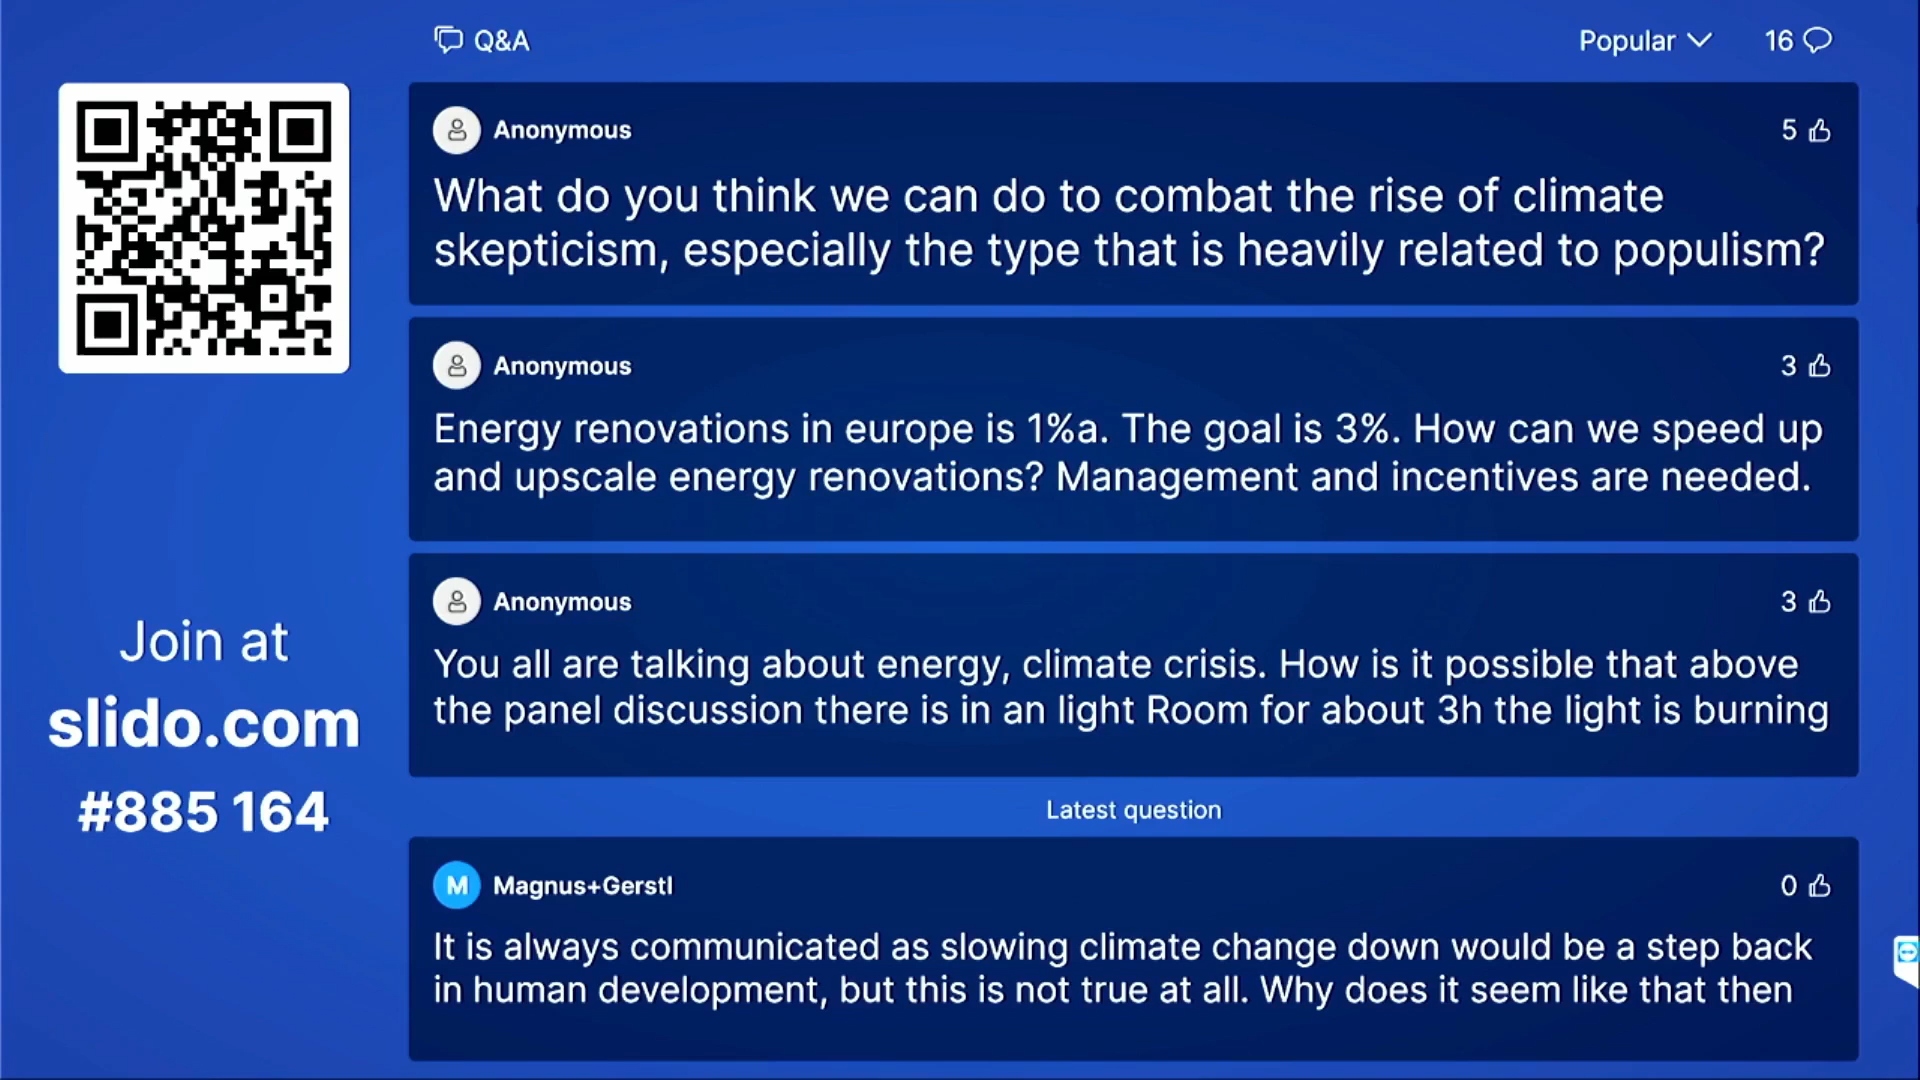 Q&A
Popular
16
Anonymous
5
What do you think we can do to combat the rise of climate
skepticism, especially the type that is heavily related to populism?
Anonymous
3
Energy renovations in europe is 1%a. The goal is 3%. How can we speed up
and upscale energy renovations? Management and incentives are needed.
Anonymous
3
You all are talking about energy, climate crisis. How is it possible that above
the panel discussion there is in an light Room for about 3h the light is burning
Latest question
M
Magnus+Gerstl
0
It is always communicated as slowing climate change down would be a step back
in human development, but this is not true at all. Why does it seem like that then
Join at
slido.com
#885 164